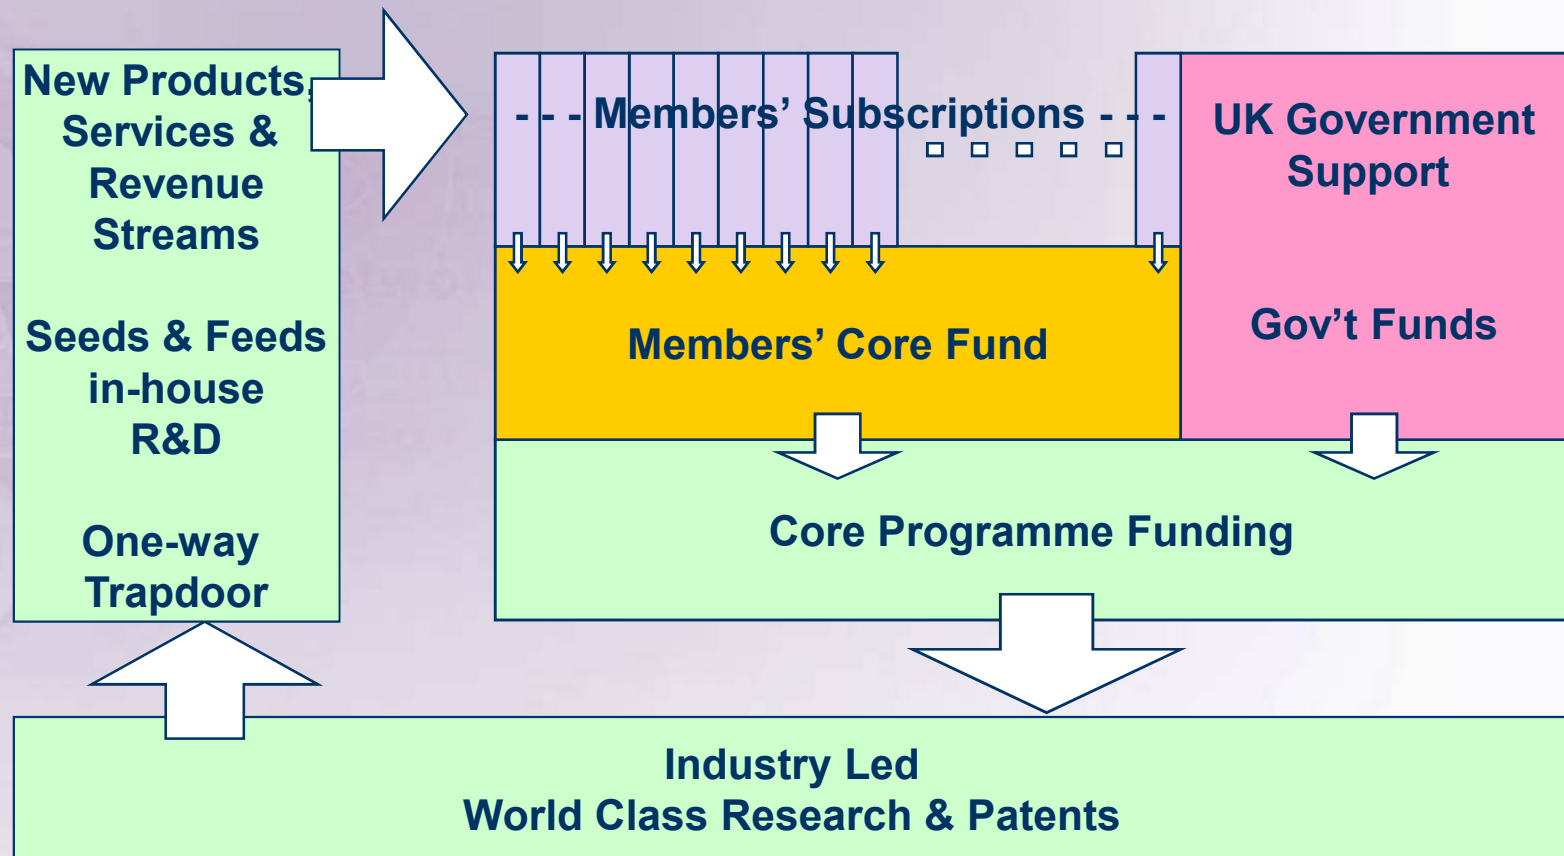 New Products,
Services &
Revenue
Streams
Seeds & Feeds
in-house
R&D
One-way
Trapdoor
- - - Members’ Subscriptions - - -
UK Government
Support
Members’ Core Fund
Gov’t Funds
Core Programme Funding
Industry Led
World Class Research & Patents